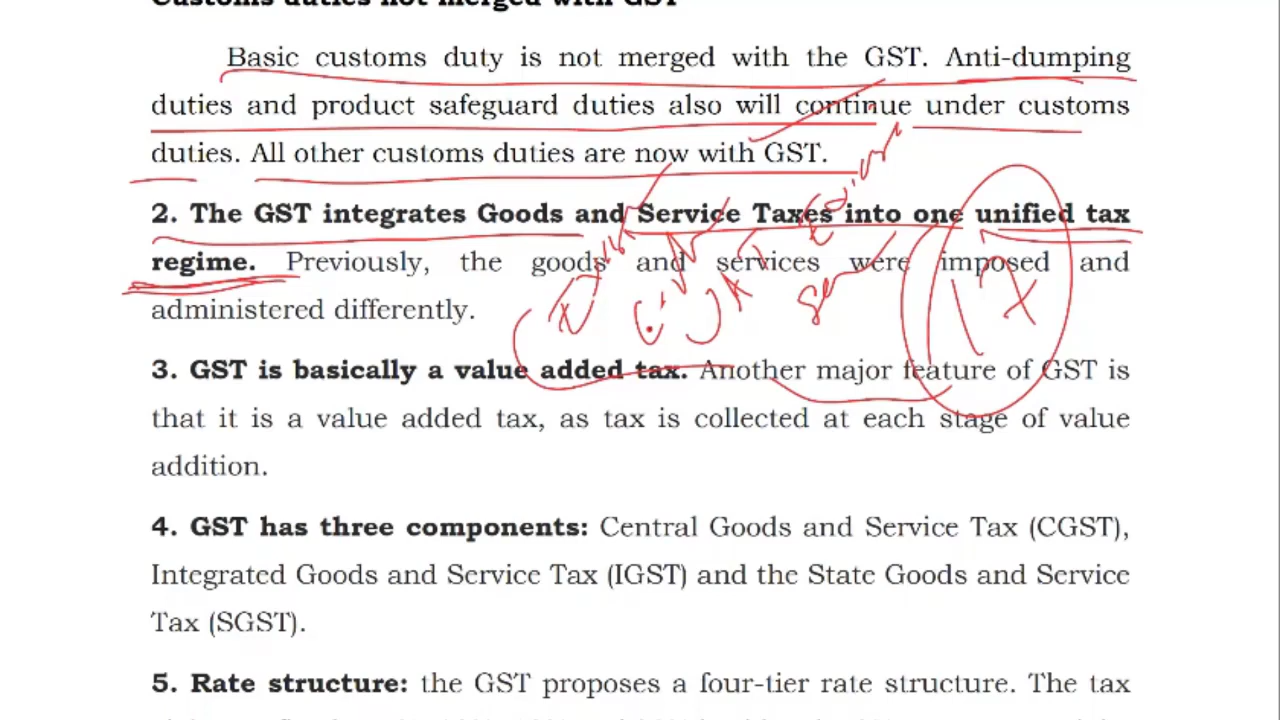 Customs duties not merged with GST
Basic customs duty is not merged with the GST. Anti-dumping
duties and product safeguard duties also will continue under customs
duties. All other customs duties are now with GST.
2. The GST integrates Goods and Service Taxes into one unified tax
regime. Previously, the goods and services were imposed and
administered differently.
3. GST is basically a value added tax. Another major feature of GST is
that it is a value added tax, as tax is collected at each stage of value
addition.
4. GST has three components: Central Goods and Service Tax (CGST),
Integrated Goods and Service Tax (IGST) and the State Goods and Service
Tax (SGST).
5. Rate structure: the GST proposes a four-tier rate structure. The tax